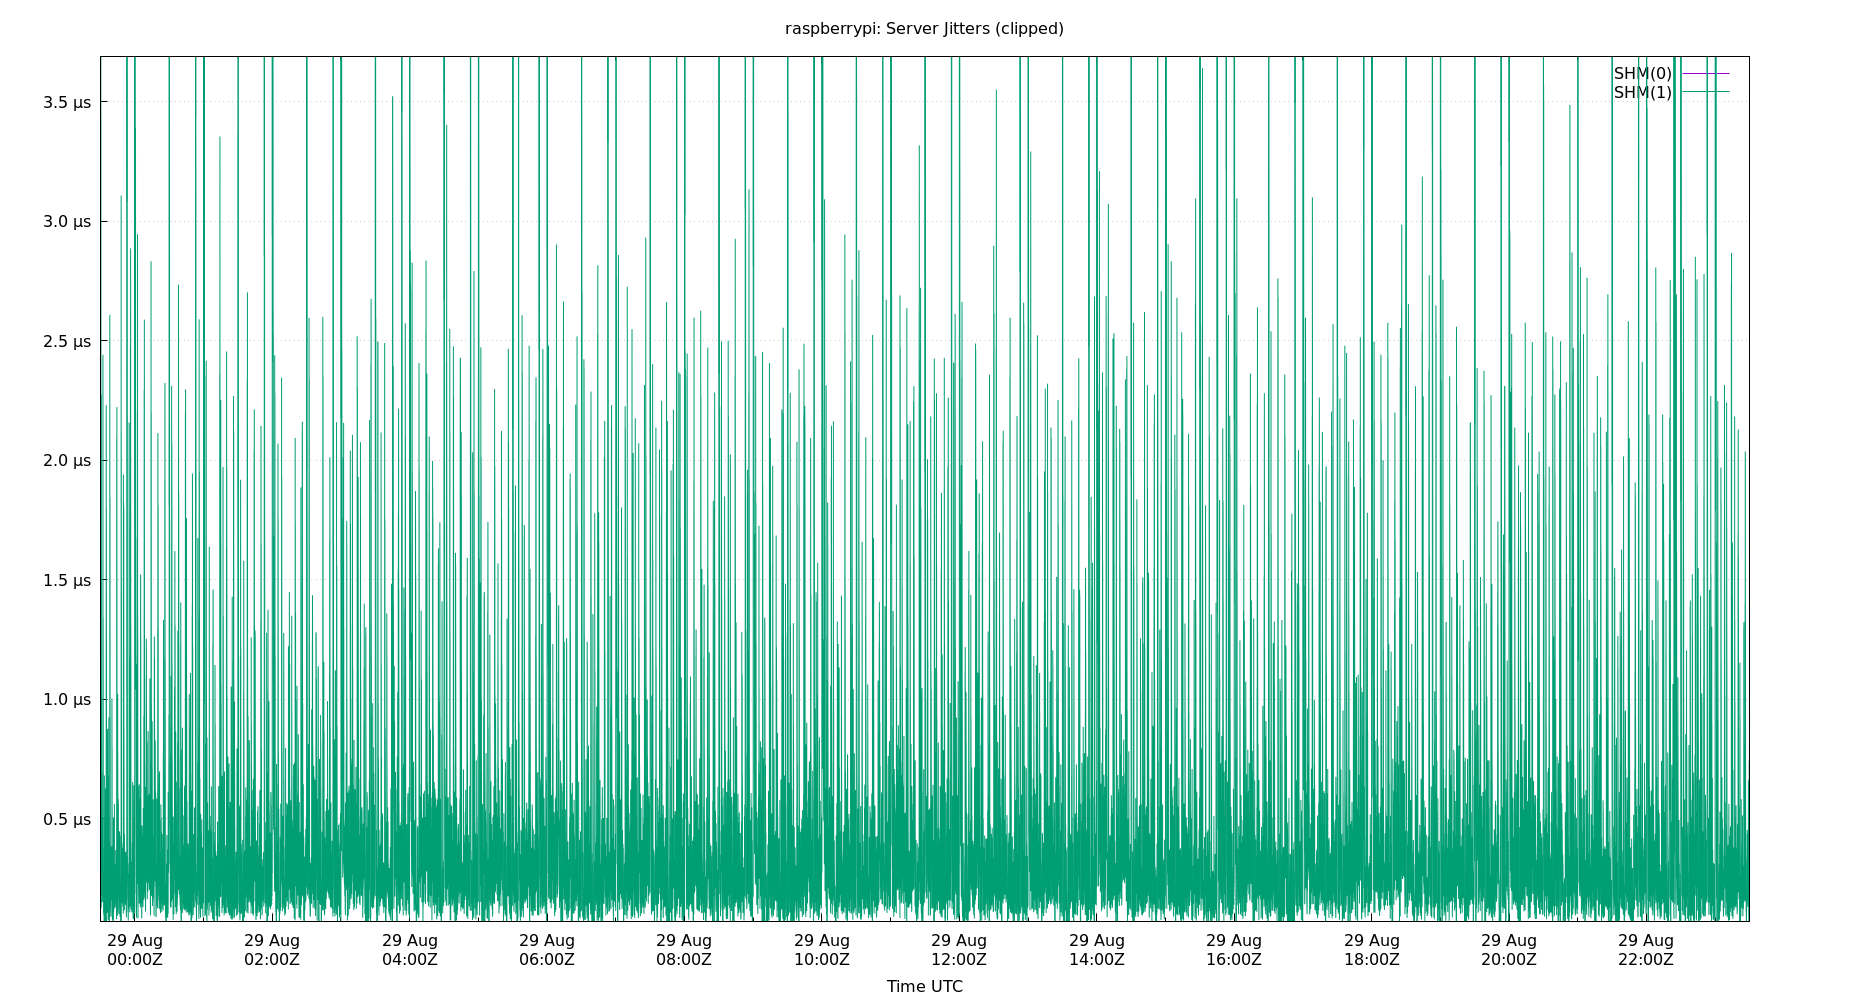 raspberrypi: Server Jitters (clipped)
SHM(0)
SHM(1)
3.5 µs
3.0 µs
2.5 µs
2.0 µs
1.5 µs
1.0 µs
0.5 µs
29 Aug 29 Aug 29 Aug 29 Aug 29 Aug 29 Aug 29 Aug 29 Aug 29 Aug 29 Aug 29 Aug 29 Aug
00:00Z 02:00Z 04:00Z 06:00Z 08:00Z 10:00Z 12:00Z 14:00Z 16:00Z 18:00Z 20:00Z 22:00Z
Time UTC